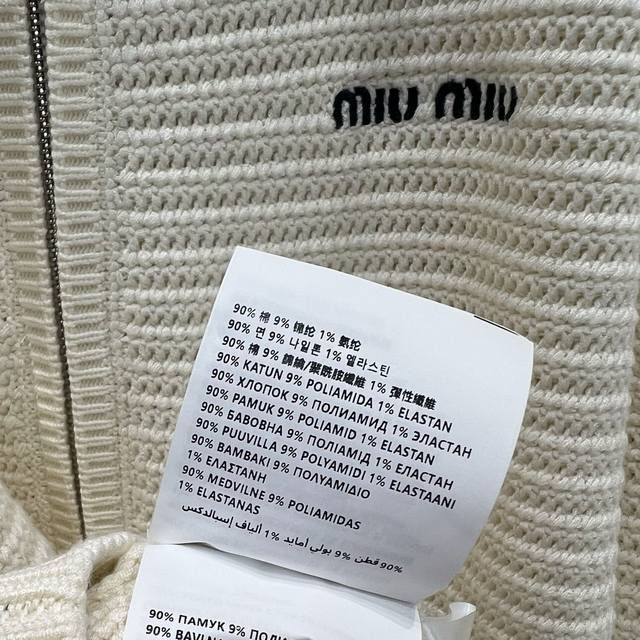 miu miu
90% 棉 9% 锦纶 1% 氨纶
90% 면 9% 나일론 1% 엘라스틴
90% 棉 9% 錦綸/聚酰胺纖維 1% 彈性纖維
90% KATUN 9% POLIAMIDA 1% ELASTAN
90% ХЛОПОК 9% ПОЛИАМИД 1% ЭЛАСТАН
90% PAMUK 9% POLIAMID 1% ELASTAN
90% БАВОВНА 9% ПОЛІАМІД 1% ЕЛАСТАН
90% PUUVILLA 9% POLYAMIDI 1% ELASTAANI
90% ΒΑΜΒΑΚΙ 9% ΠΟΛΥΑΜΙΔΙΟ
1% ΕΛΑΣΤΑΝΗ
90% MEDVILNE 9% POLIAMIDAS
1% ELASTANAS
90% قطن 9% بولي أمايد 1% ألياف إسبالدكس
90% ПАМУК 9% ПОЛИ
90% BAVLN